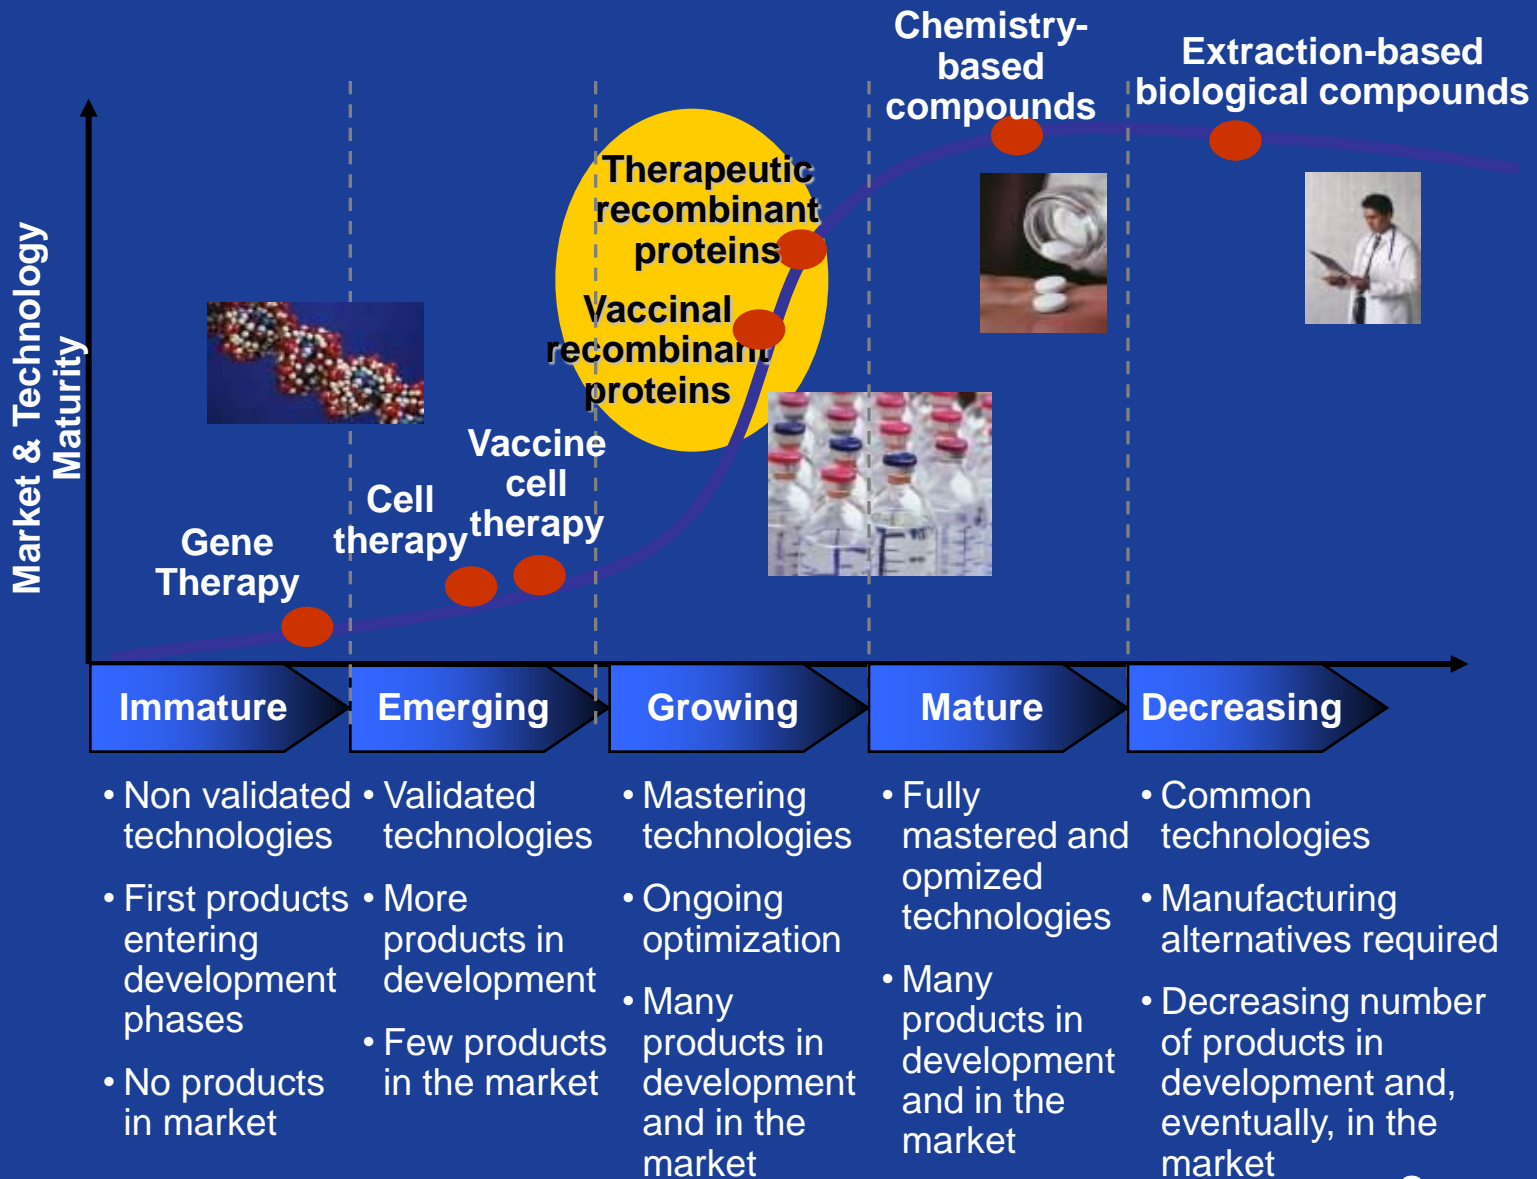 Chemistry-
based
compounds
Extraction-based
biological compounds
Therapeutic
recombinant
proteins
Vaccinal
recombinant
proteins
Market & Technology
Maturity
Vaccine
cell
therapy
Cell
therapy
Gene
Therapy
Immature
Emerging
Growing
Mature
Decreasing
• Non validated
technologies
• First products
entering
development
phases
• No products
in market
• Validated
technologies
• More
products in
development
• Few products
in the market
• Mastering
technologies
• Ongoing
optimization
• Many
products in
development
and in the
market
• Fully
mastered and
opmized
technologies
• Many
products in
development
and in the
market
• Common
technologies
• Manufacturing
alternatives required
• Decreasing number
of products in
development and,
eventually, in the
market